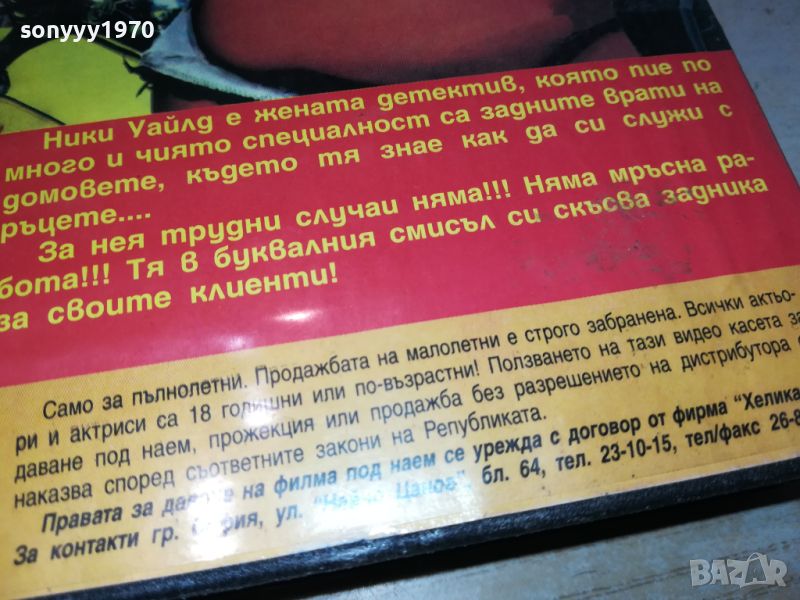 sonyyy1970
Ники Уайлд е жената детектив, която пие по
много и чиято специалност са задните врати на
домовете, където тя знае как да си служи с
ръцете....
За нея трудни случаи няма!!! Няма мръсна ра-
бота!!! Тя в буквалния смисъл си скъсва задника
за своите клиенти!
Само за пълнолетни. Продажбата на малолетни е строго забранена. Всички актьо-
ри и актриси са 18 годишни или по-възрастни! Ползването на тази видео касета за
даване под наем, прожекция или продажба без разрешението на дистрибутора
наказва според съответните закони на Републиката.
Правата за даване на филма под наем се урежда с договор от фирма "Хелика
За контакти гр. София, ул. бл. 64, тел. 23-10-15, тел/факс 26-8
BAZAR